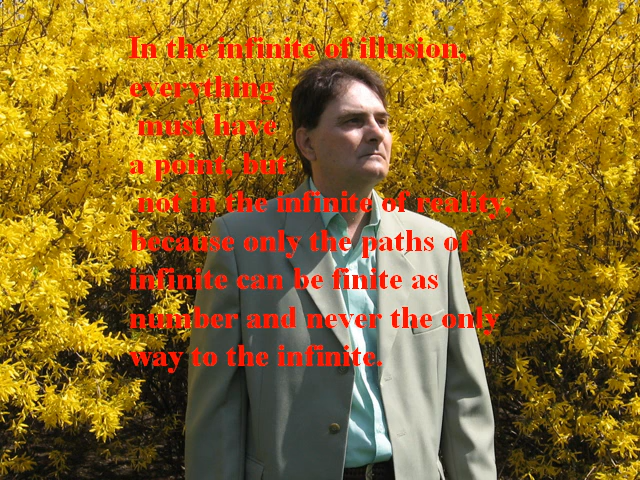 In the infinite of illusion,
everything
must have
a point, but
not in the infinite of reality,
because only the paths of
infinite can be finite as
number and never the only
way to the infinite.